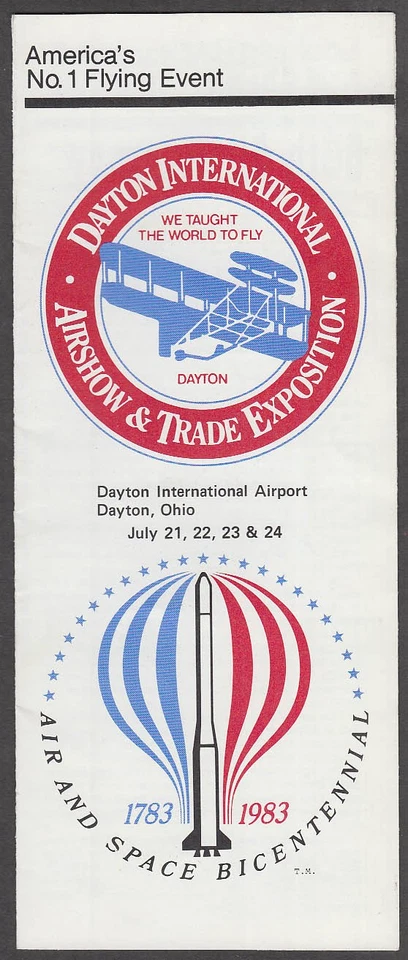 America's
No. 1 Flying Event
DAYTON INTERNATIONAL
WE TAUGHT
THE WORLD TO FLY
DAYTON
AIRSHOW & TRADE EXPOSITION
Dayton International Airport
Dayton, Ohio
July 21, 22, 23 & 24
1783 1983
AIR AND SPACE BICENTENNIAL
T.M.